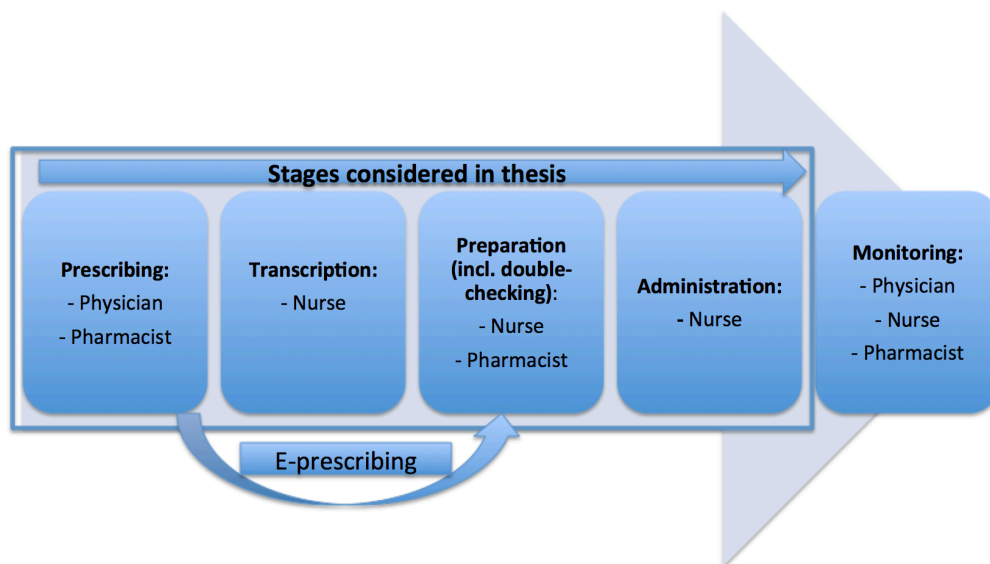 Stages considered in thesis
Prescribing:
- Physician
- Pharmacist
Transcription:
- Nurse
Preparation
(incl. double-
checking):
- Nurse
- Pharmacist
Administration:
- Nurse
Monitoring:
- Physician
- Nurse
- Pharmacist
E-prescribing